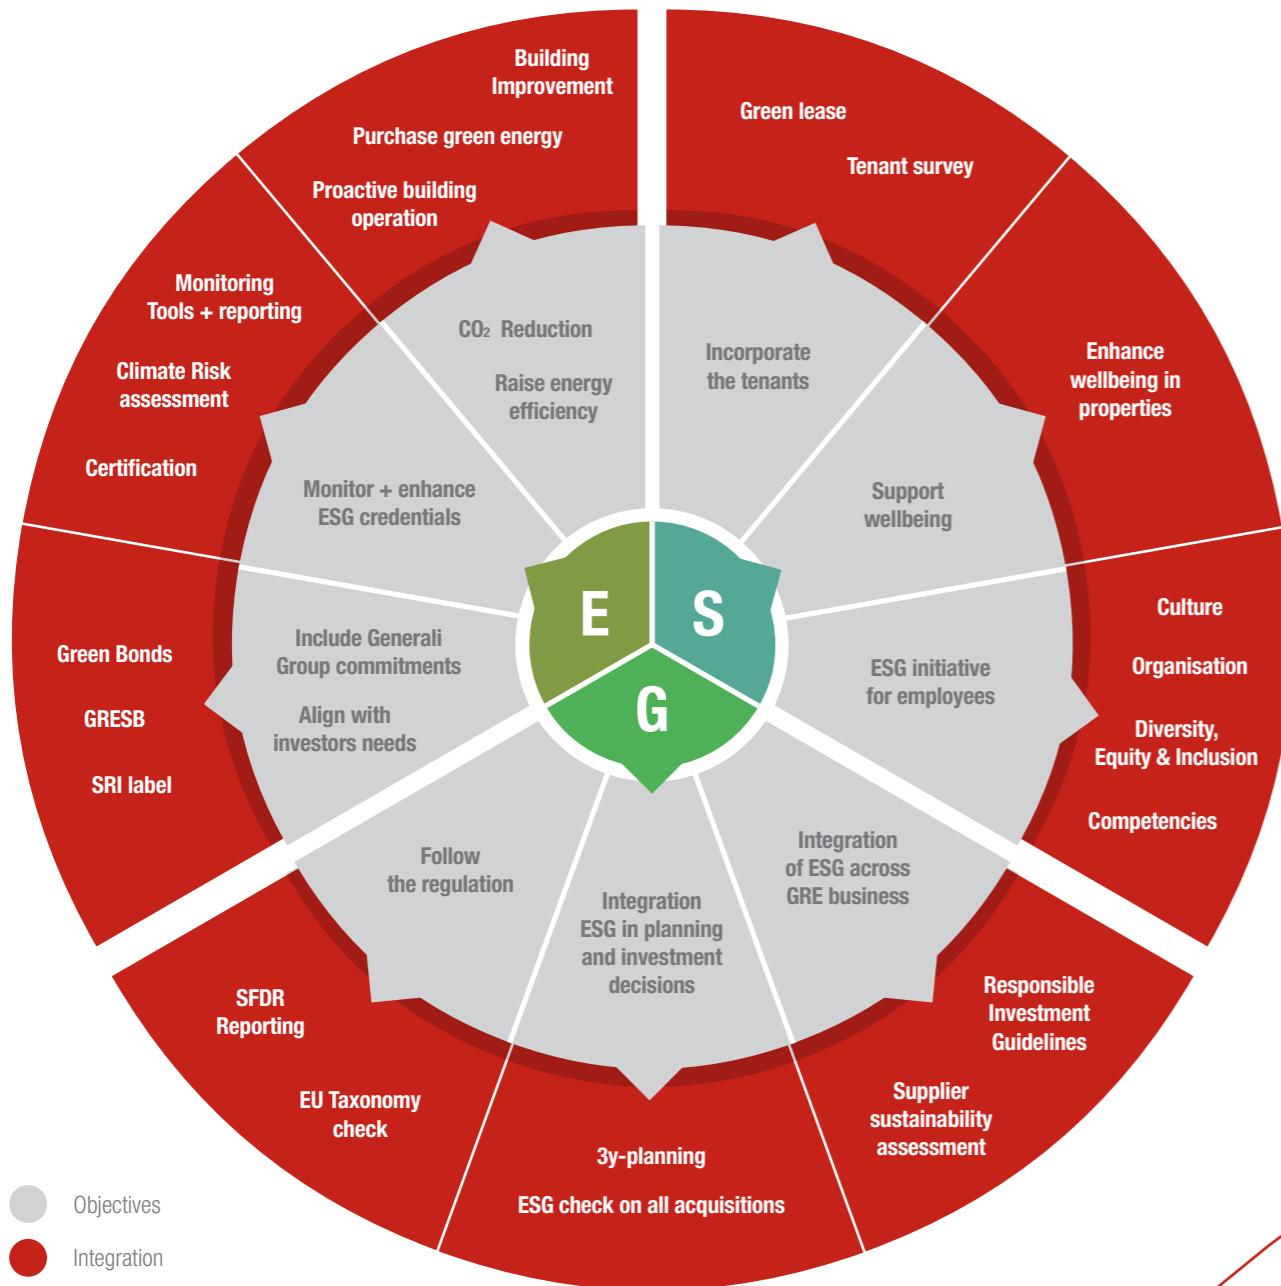 Building
Improvement
Purchase green energy
Proactive building
operation
Green lease
Tenant survey
Monitoring
Tools + reporting
Climate Risk
assessment
Certification
CO₂ Reduction
Raise energy
efficiency
Incorporate
the tenants
Enhance
wellbeing in
properties
Monitor + enhance
ESG credentials
Support
wellbeing
E
S
G
Green Bonds
GRESB
SRI label
Include Generali
Group commitments
Align with
investors needs
ESG initiative
for employees
Culture
Organisation
Diversity,
Equity & Inclusion
Competencies
Follow
the regulation
Integration
ESG in planning
and investment
decisions
Integration
of ESG across
GRE business
SFDR
Reporting
EU Taxonomy
check
3y-planning
ESG check on all acquisitions
Responsible
Investment
Guidelines
Supplier
sustainability
assessment
Objectives
Integration